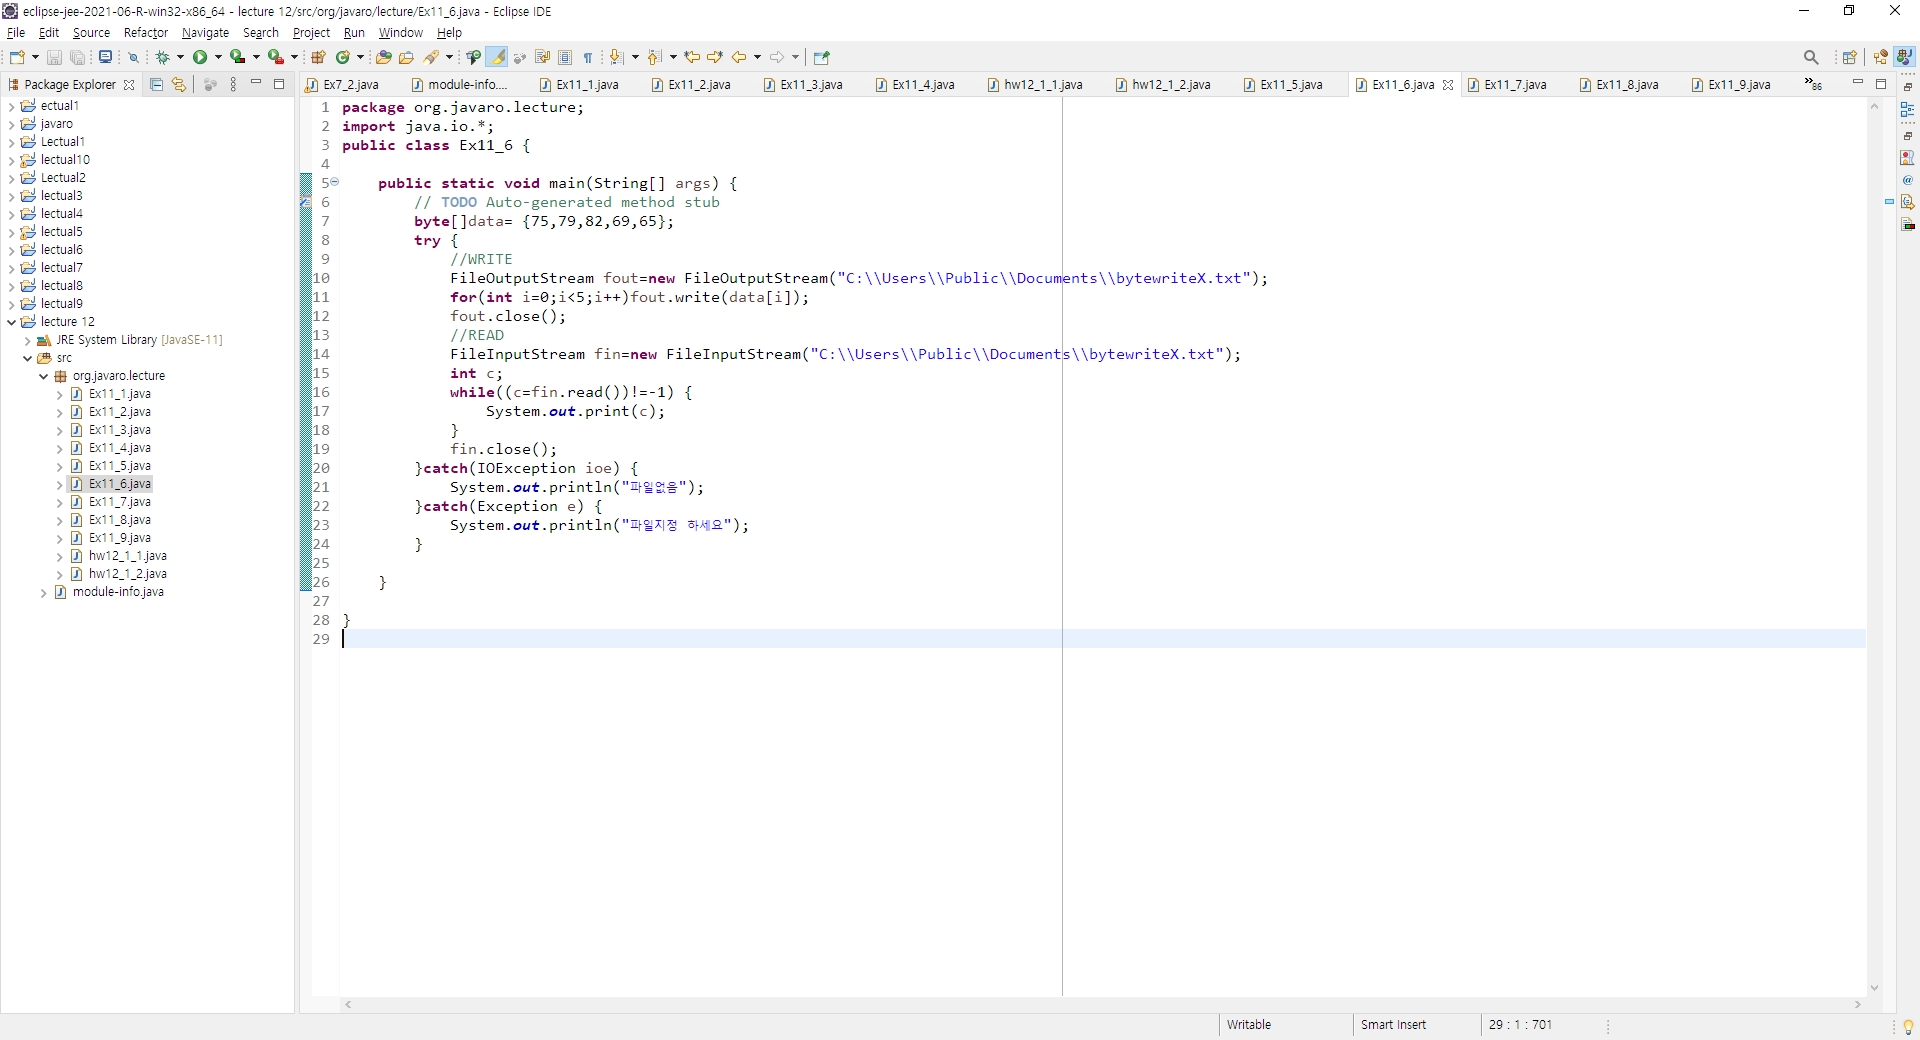 eclipse-jee-2021-06-R-win32-x86_64 - lecture 12/src/org/javaro/lecture/Ex11_6.java - Eclipse IDE
File Edit Source Refactor Navigate Search Project Run Window Help
Package Explorer
ectual1
javaro
Lectual1
lectual10
Lectual2
lectual3
lectual4
lectual5
lectual6
lectual7
lectual8
lectual9
lecture 12
JRE System Library [JavaSE-11]
src
org.javaro.lecture
Ex11_1.java
Ex11_2.java
Ex11_3.java
Ex11_4.java
Ex11_5.java
Ex11_6.java
Ex11_7.java
Ex11_8.java
Ex11_9.java
hw12_1_1.java
hw12_1_2.java
module-info.java
Ex7_2.java module-info.... Ex11_1.java Ex11_2.java Ex11_3.java Ex11_4.java hw12_1_1.java hw12_1_2.java Ex11_5.java Ex11_6.java Ex11_7.java Ex11_8.java Ex11_9.java »86
1 package org.javaro.lecture;
2 import java.io.*;
3 public class Ex11_6 {
4
5 public static void main(String[] args) {
6 // TODO Auto-generated method stub
7 byte[]data= {75,79,82,69,65};
8 try {
9 //WRITE
10 FileOutputStream fout=new FileOutputStream("C:\\Users\\Public\\Documents\\bytewriteX.txt");
11 for(int i=0;i<5;i++)fout.write(data[i]);
12 fout.close();
13 //READ
14 FileInputStream fin=new FileInputStream("C:\\Users\\Public\\Documents\\bytewriteX.txt");
15 int c;
16 while((c=fin.read())!=-1) {
17 System.out.print(c);
18 }
19 fin.close();
20 }catch(IOException ioe) {
21 System.out.println("파일없음");
22 }catch(Exception e) {
23 System.out.println("파일지정 하세요");
24 }
25
26 }
27
28 }
29
Writable Smart Insert 29 : 1 : 701